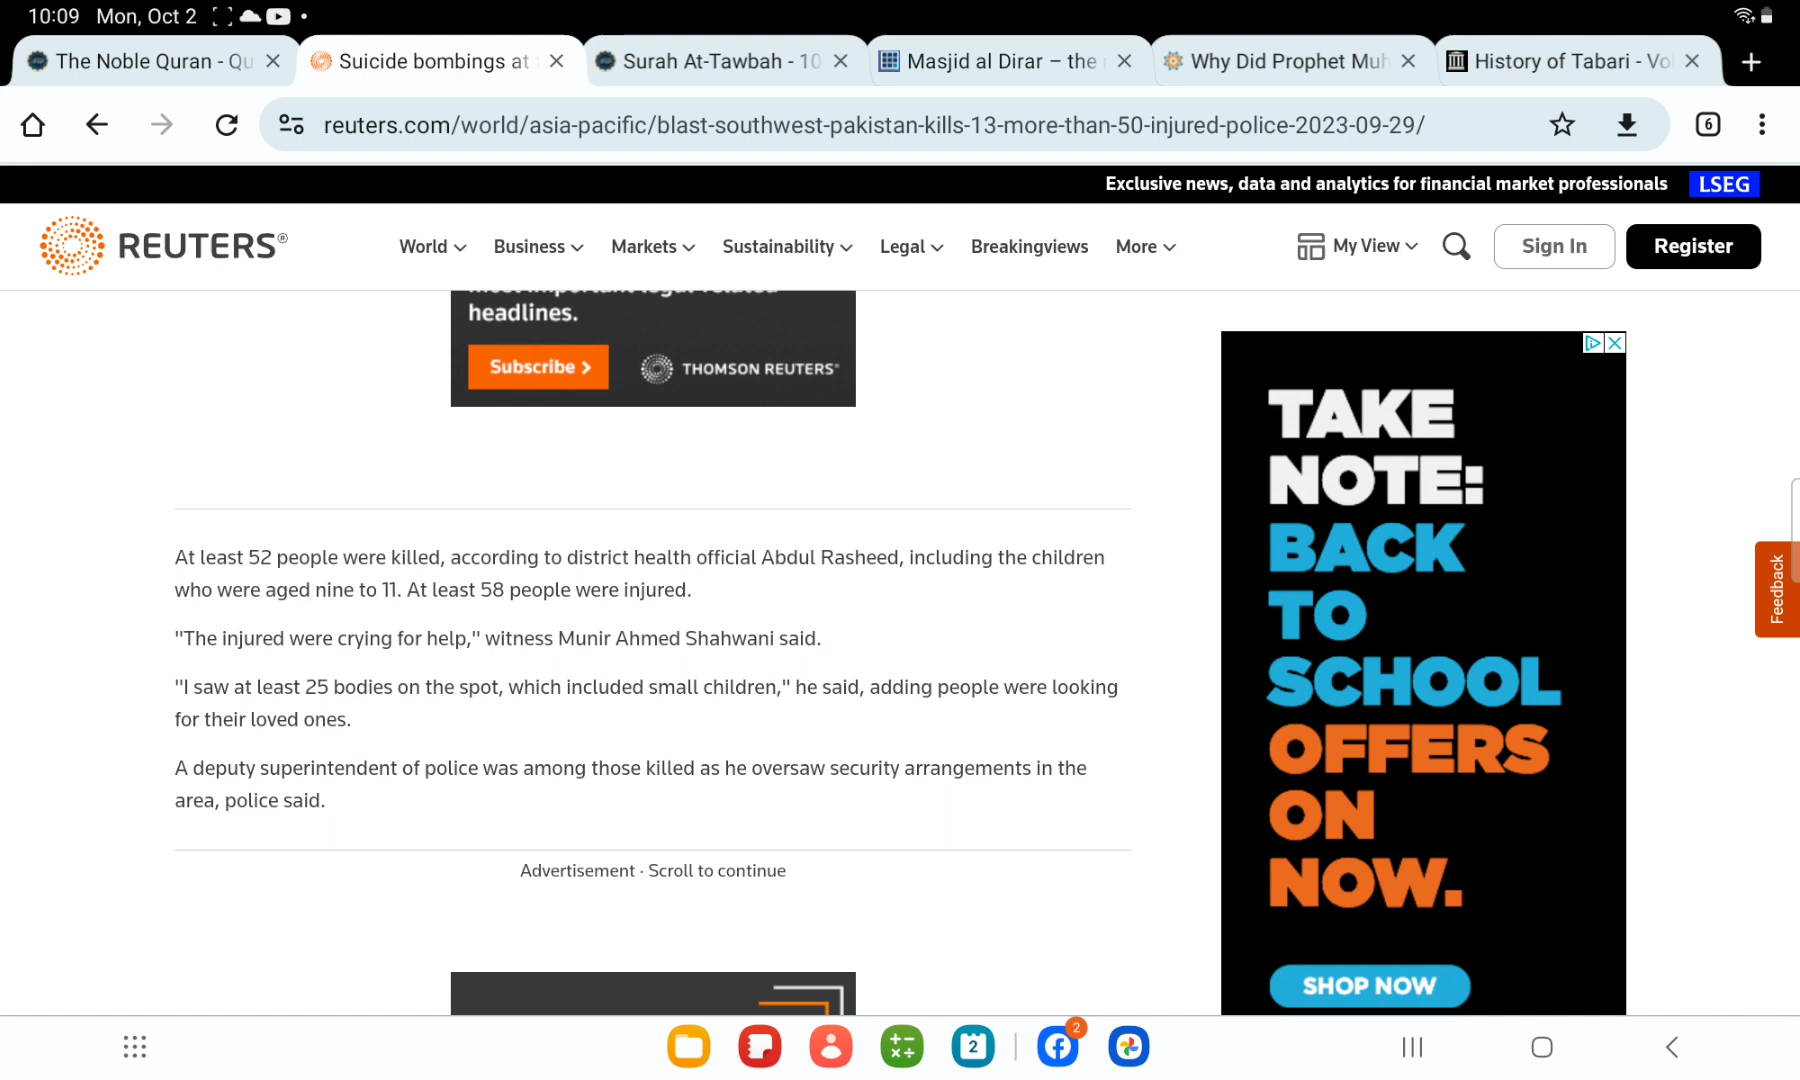 10:09 Mon, Oct 2
The Noble Quran - Qu
Suicide bombings at
Surah At-Tawbah - 10
Masjid al Dirar – the
Why Did Prophet Muh
History of Tabari - Vol
reuters.com/world/asia-pacific/blast-southwest-pakistan-kills-13-more-than-50-injured-police-2023-09-29/
6
Exclusive news, data and analytics for financial market professionals LSEG
REUTERS®
World Business Markets Sustainability Legal Breakingviews More
My View Sign In Register
most important legal-related
headlines.
Subscribe
THOMSON REUTERS®
At least 52 people were killed, according to district health official Abdul Rasheed, including the children
who were aged nine to 11. At least 58 people were injured.
"The injured were crying for help," witness Munir Ahmed Shahwani said.
"I saw at least 25 bodies on the spot, which included small children," he said, adding people were looking
for their loved ones.
A deputy superintendent of police was among those killed as he oversaw security arrangements in the
area, police said.
Advertisement · Scroll to continue
TAKE
NOTE:
BACK
TO
SCHOOL
OFFERS
ON
NOW.
SHOP NOW
Feedback
2
2